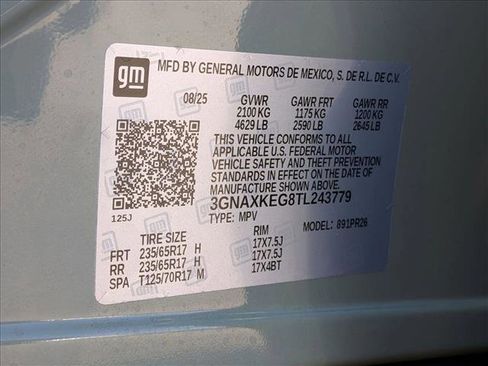 gm
MFD BY GENERAL MOTORS DE MEXICO, S. DE R.L. DE C.V.
08/25 GVWR GAWR FRT GAWR RR
2100 KG 1175 KG 1200 KG
4629 LB 2590 LB 2645 LB
THIS VEHICLE CONFORMS TO ALL
APPLICABLE U.S. FEDERAL MOTOR
VEHICLE SAFETY AND THEFT PREVENTION
STANDARDS IN EFFECT ON THE DATE OF
MANUFACTURE SHOWN ABOVE.
3GNAXKEG8TL243779
125J TYPE: MPV MODEL: 891PR26
TIRE SIZE RIM
FRT 235/65R17 H 17X7.5J
RR 235/65R17 H 17X7.5J
SPA T125/70R17 M 17X4BT